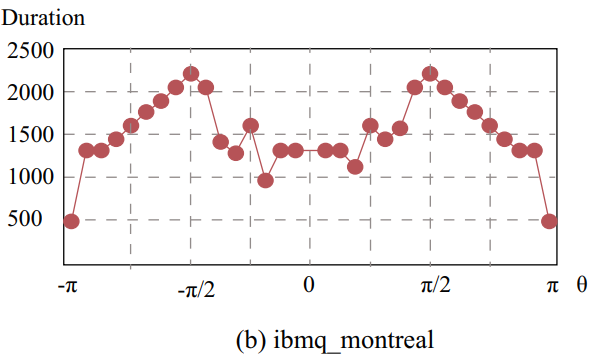 Duration
2500
2000
1500
1000
500
-π -π/2 0 π/2 π θ
(b) ibmq_montreal